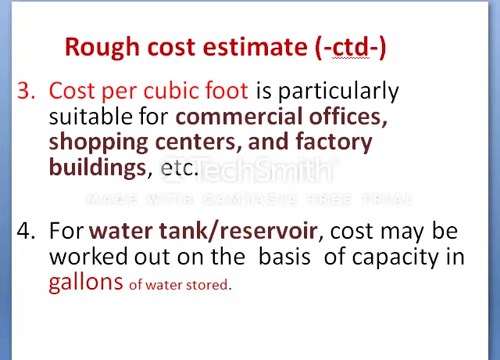 Rough cost estimate (-ctd-)
3. Cost per cubic foot is particularly
suitable for commercial offices,
shopping centers, and factory
buildings, etc.
TechSmith
MADE WITH CAMTASIA FREE TRIAL
4. For water tank/reservoir, cost may be
worked out on the basis of capacity in
gallons of water stored.